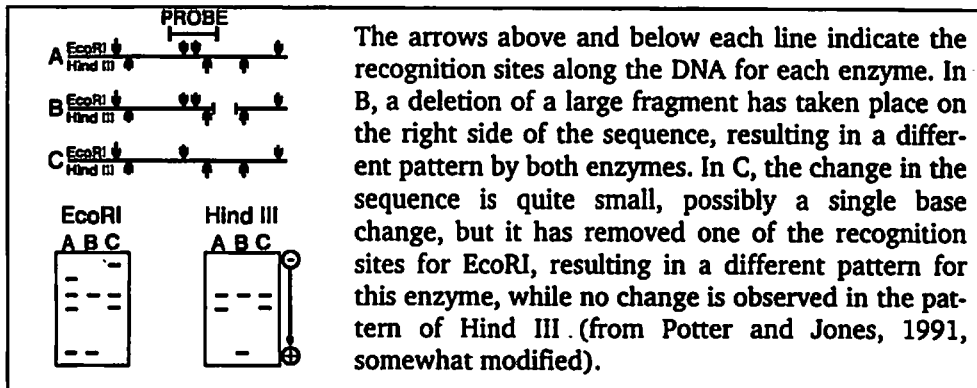 PROBE
A EcoRI
Hind III
B EcoRI
Hind III
C EcoRI
Hind III
EcoRI
A B C
Hind III
A B C
−
+
The arrows above and below each line indicate the
recognition sites along the DNA for each enzyme. In
B, a deletion of a large fragment has taken place on
the right side of the sequence, resulting in a differ-
ent pattern by both enzymes. In C, the change in the
sequence is quite small, possibly a single base
change, but it has removed one of the recognition
sites for EcoRI, resulting in a different pattern for
this enzyme, while no change is observed in the pat-
tern of Hind III . (from Potter and Jones, 1991,
somewhat modified).